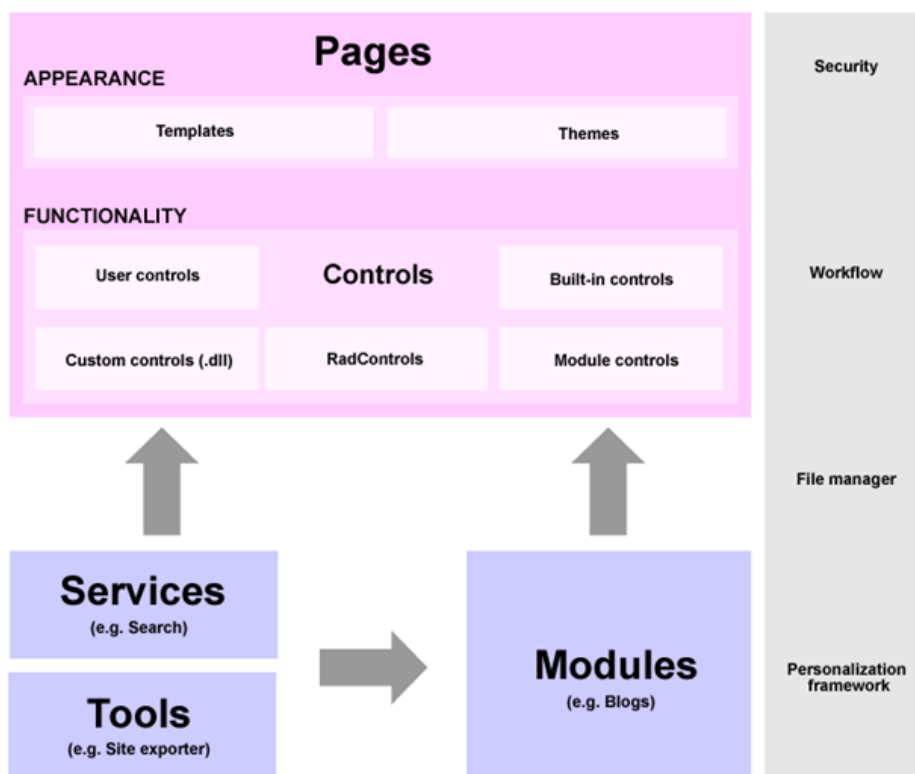 Pages
APPEARANCE
Templates
Themes
FUNCTIONALITY
User controls
Controls
Built-in controls
Custom controls (.dll)
RadControls
Module controls
Services
(e.g. Search)
Tools
(e.g. Site exporter)
Modules
(e.g. Blogs)
Security
Workflow
File manager
Personalization
framework